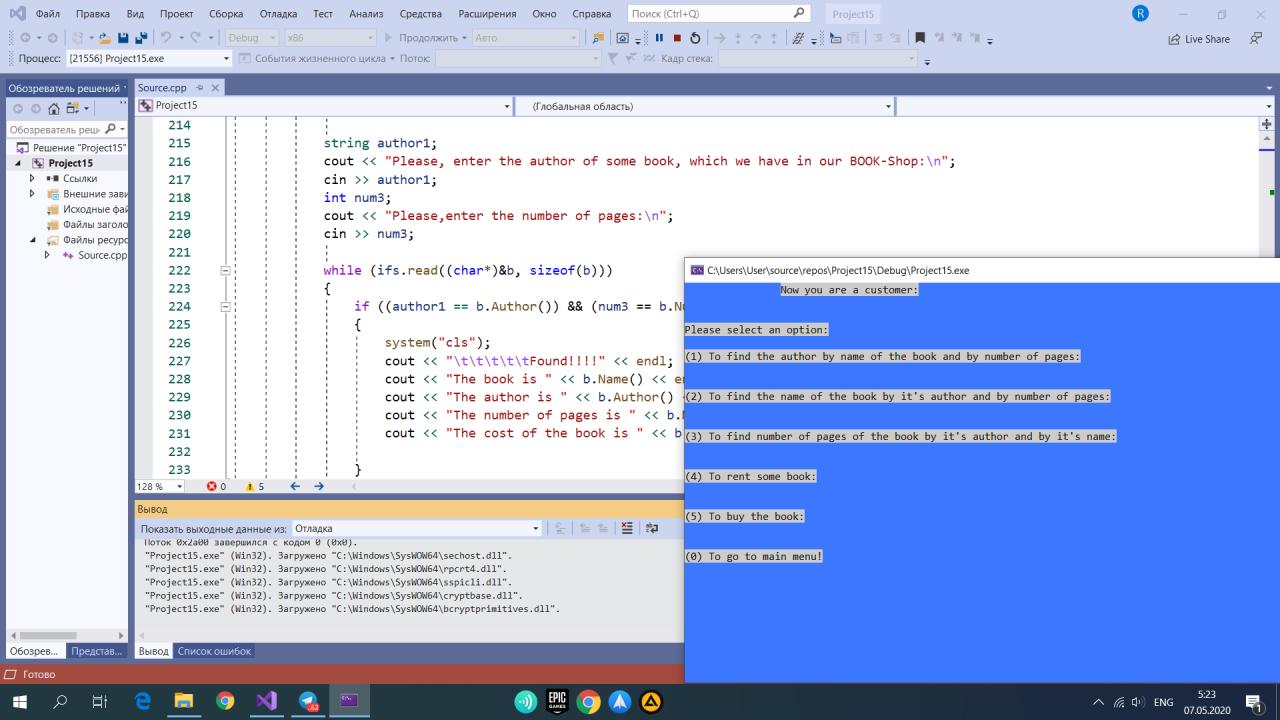 Файл Правка Вид Проект Сборка Отладка Тест Анализ Средства Расширения Окно Справка Поиск (Ctrl+Q) Project15 R
Debug x86 Продолжить Авто Live Share
Процесс: [21556] Project15.exe События жизненного цикла Поток: Кадр стека:
Обозреватель решений
Обозреватель реш
Решение "Project15"
Project15
Ссылки
Внешние зави
Исходные фай
Файлы заголо
Файлы ресурс
Source.cpp
Обозрев... Представ...
Source.cpp
Project15 (Глобальная область)
214
215 string author1;
216 cout << "Please, enter the author of some book, which we have in our BOOK-Shop:\n";
217 cin >> author1;
218 int num3;
219 cout << "Please,enter the number of pages:\n";
220 cin >> num3;
221
222 while (ifs.read((char*)&b, sizeof(b)))
223 {
224 if ((author1 == b.Author()) && (num3 == b.Nu
225 {
226 system("cls");
227 cout << "\t\t\t\t\tFound!!!!" << endl;
228 cout << "The book is " << b.Name() << en
229 cout << "The author is " << b.Author()
230 cout << "The number of pages is " << b.
231 cout << "The cost of the book is " << b
232
233 }
128 % 0 5
Вывод
Показать выходные данные из: Отладка
Поток 0x2a00 завершился с кодом 0 (0x0).
"Project15.exe" (Win32). Загружено "C:\Windows\SysWOW64\sechost.dll".
"Project15.exe" (Win32). Загружено "C:\Windows\SysWOW64\rpcrt4.dll".
"Project15.exe" (Win32). Загружено "C:\Windows\SysWOW64\sspicli.dll".
"Project15.exe" (Win32). Загружено "C:\Windows\SysWOW64\cryptbase.dll".
"Project15.exe" (Win32). Загружено "C:\Windows\SysWOW64\bcryptprimitives.dll".
Вывод Список ошибок
C:\Users\User\source\repos\Project15\Debug\Project15.exe
Now you are a customer:
Please select an option:
(1) To find the author by name of the book and by number of pages:
(2) To find the name of the book by it's author and by number of pages:
(3) To find number of pages of the book by it's author and by it's name:
(4) To rent some book:
(5) To buy the book:
(0) To go to main menu!
Готово
.62
EPIC
GAMES
ENG
5:23
07.05.2020
1